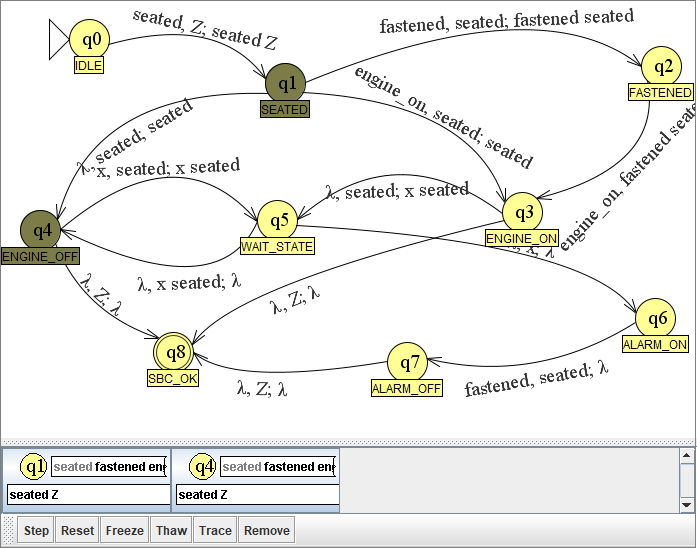 q0
IDLE
seated, Z; seated Z
q1
SEATED
fastened, seated; fastened seated
q2
FASTENED
engine_on, seated; seated
engine_on, fastened seate
λ, seated; seated
x, seated; x seated
λ, seated; x seated
q4
ENGINE_OFF
q5
WAIT_STATE
q3
ENGINE_ON
λ, x seated; λ
λ, Z; λ
λ, Z; λ
q6
ALARM_ON
q8
SBC_OK
q7
ALARM_OFF
λ, Z; λ
fastened, seated; λ
q1
seated fastened en
seated Z
q4
seated fastened en
seated Z
Step
Reset
Freeze
Thaw
Trace
Remove